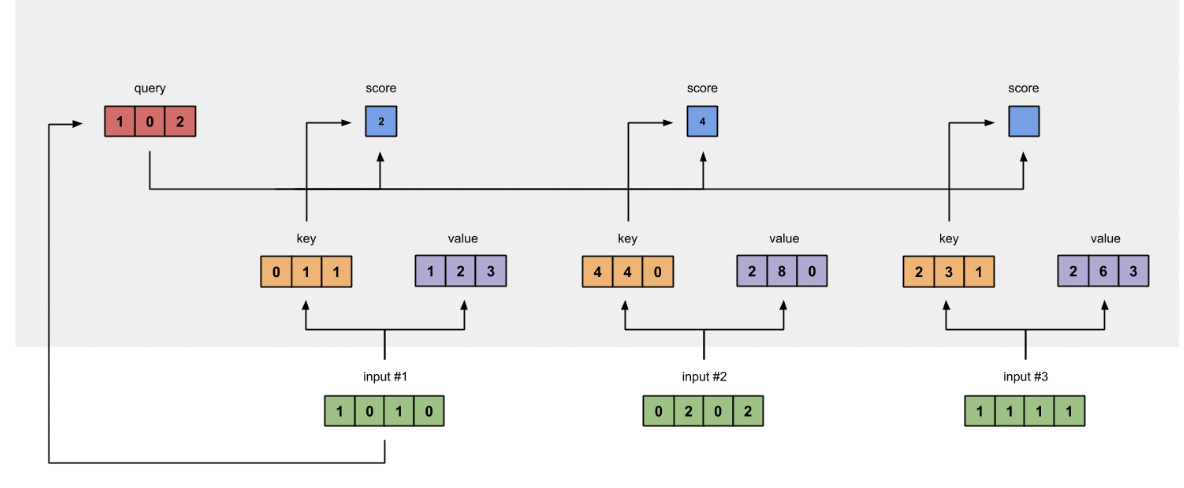 query score score score
1 0 2 2 4
key value key value key value
0 1 1 1 2 3 4 4 0 2 8 0 2 3 1 2 6 3
input #1 input #2 input #3
1 0 1 0 0 2 0 2 1 1 1 1